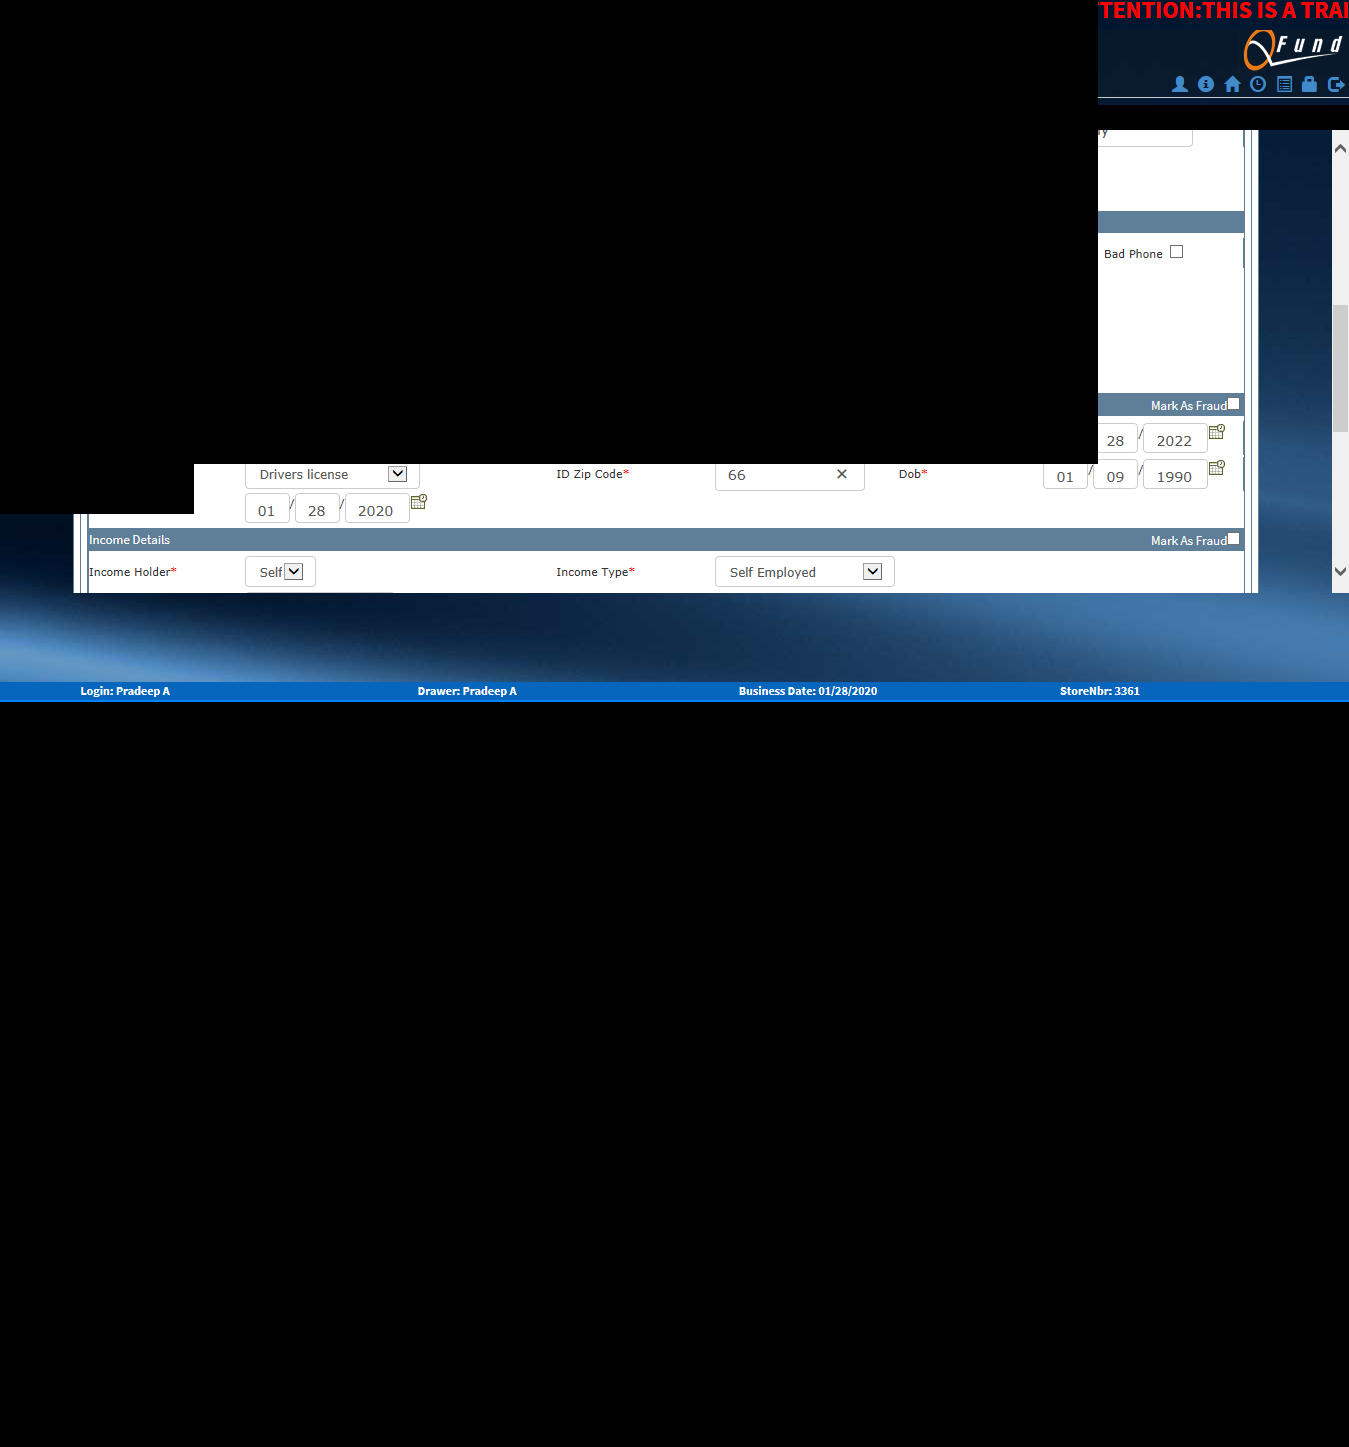 TTENTION:THIS IS A TRAI
Fund
Bad Phone
Mark As Fraud
28 / 2022
Drivers license ID Zip Code* 66 Dob* 01 / 09 / 1990
01 / 28 / 2020
Income Details Mark As Fraud
Income Holder* Self Income Type* Self Employed
Login: Pradeep A Drawer: Pradeep A Business Date: 01/28/2020 StoreNbr: 3361